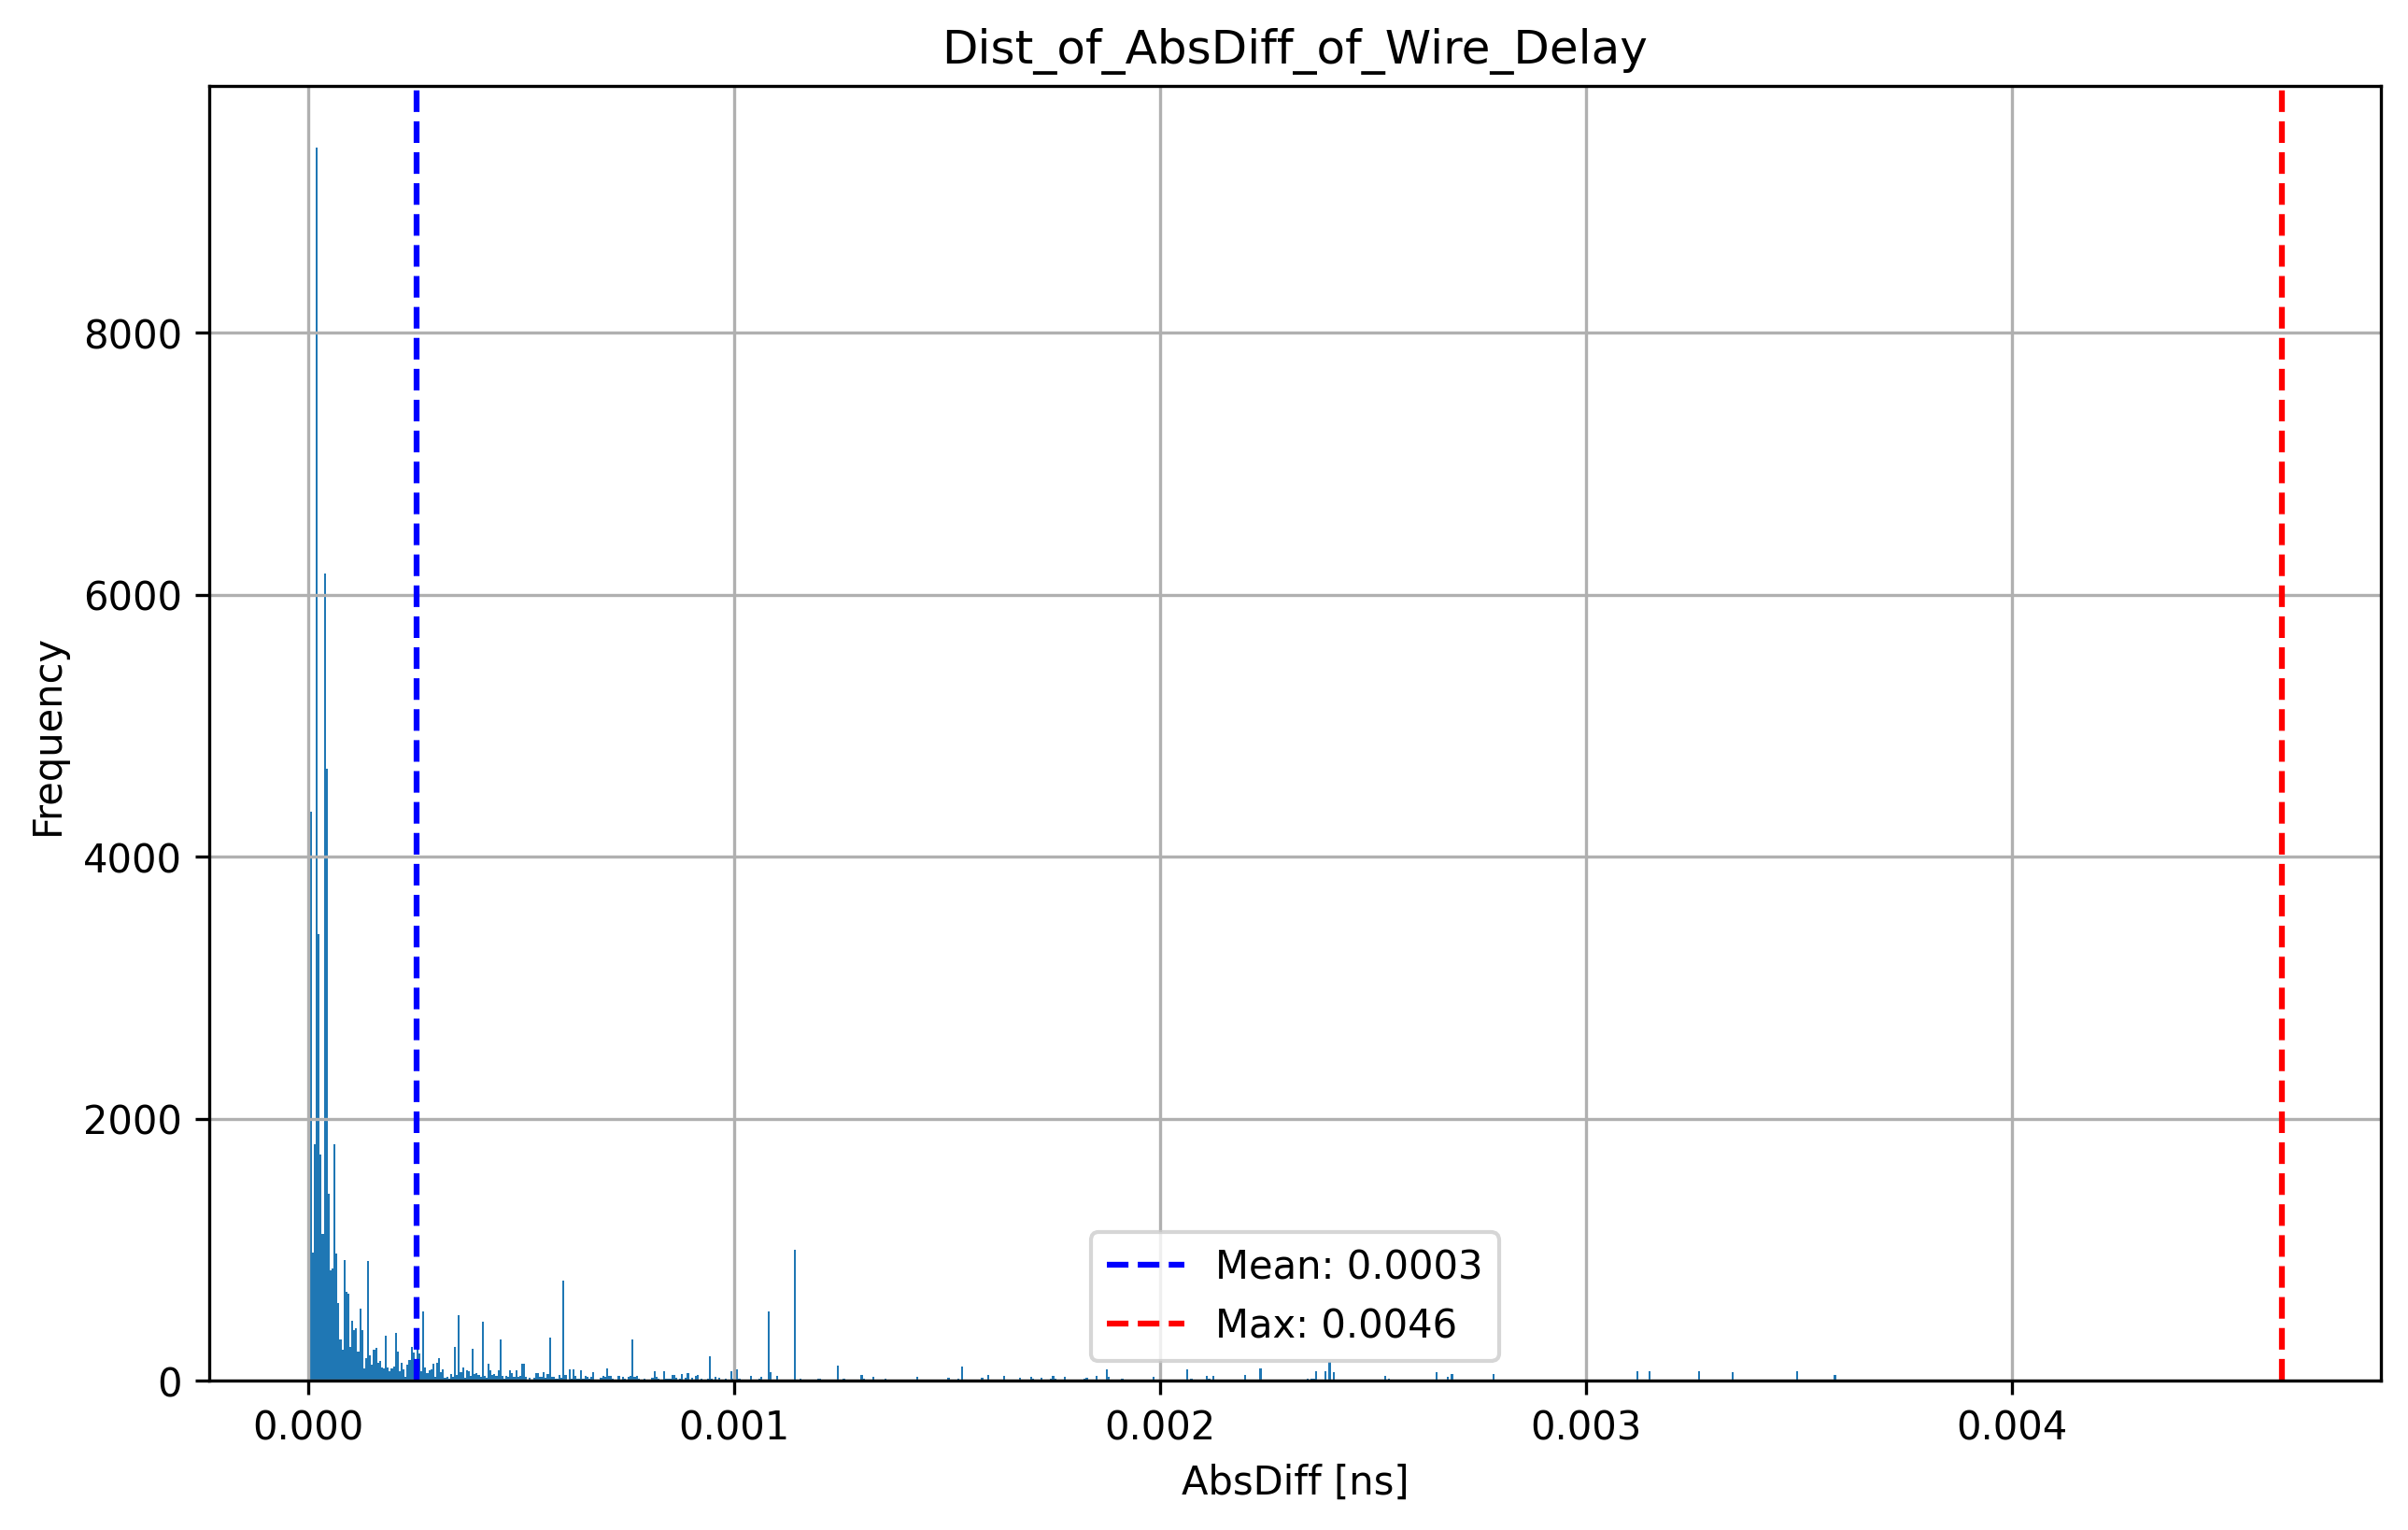 Dist_of_AbsDiff_of_Wire_Delay
Frequency
8000
6000
4000
2000
0
Mean: 0.0003
Max: 0.0046
0.000 0.001 0.002 0.003 0.004
AbsDiff [ns]